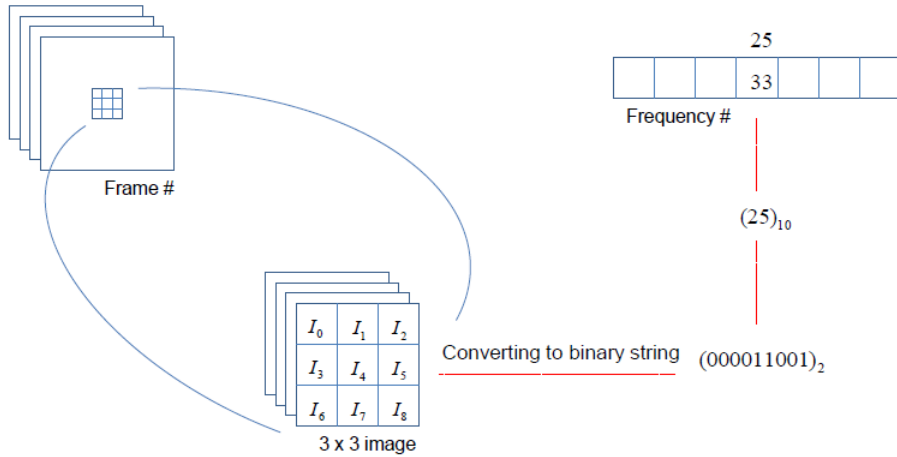 25
33
Frequency #
Frame #
(25)₁₀
I₀ I₁ I₂
I₃ I₄ I₅
I₆ I₇ I₈
Converting to binary string
(000011001)₂
3 x 3 image